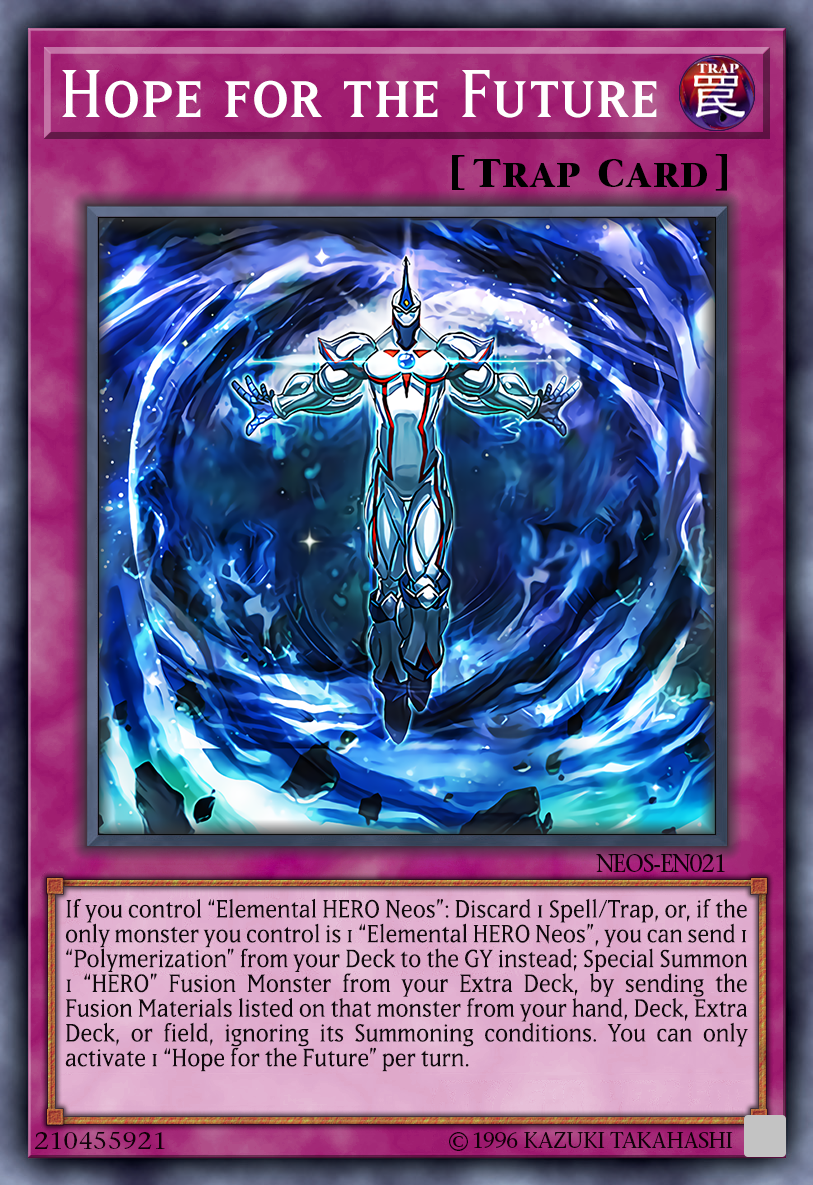 Hope for the Future
TRAP
罠
[Trap Card]
NEOS-EN021
If you control “Elemental HERO Neos”: Discard 1 Spell/Trap, or, if the
only monster you control is 1 “Elemental HERO Neos”, you can send 1
“Polymerization” from your Deck to the GY instead; Special Summon
1 “HERO” Fusion Monster from your Extra Deck, by sending the
Fusion Materials listed on that monster from your hand, Deck, Extra
Deck, or field, ignoring its Summoning conditions. You can only
activate 1 “Hope for the Future” per turn.
210455921
© 1996 KAZUKI TAKAHASHI